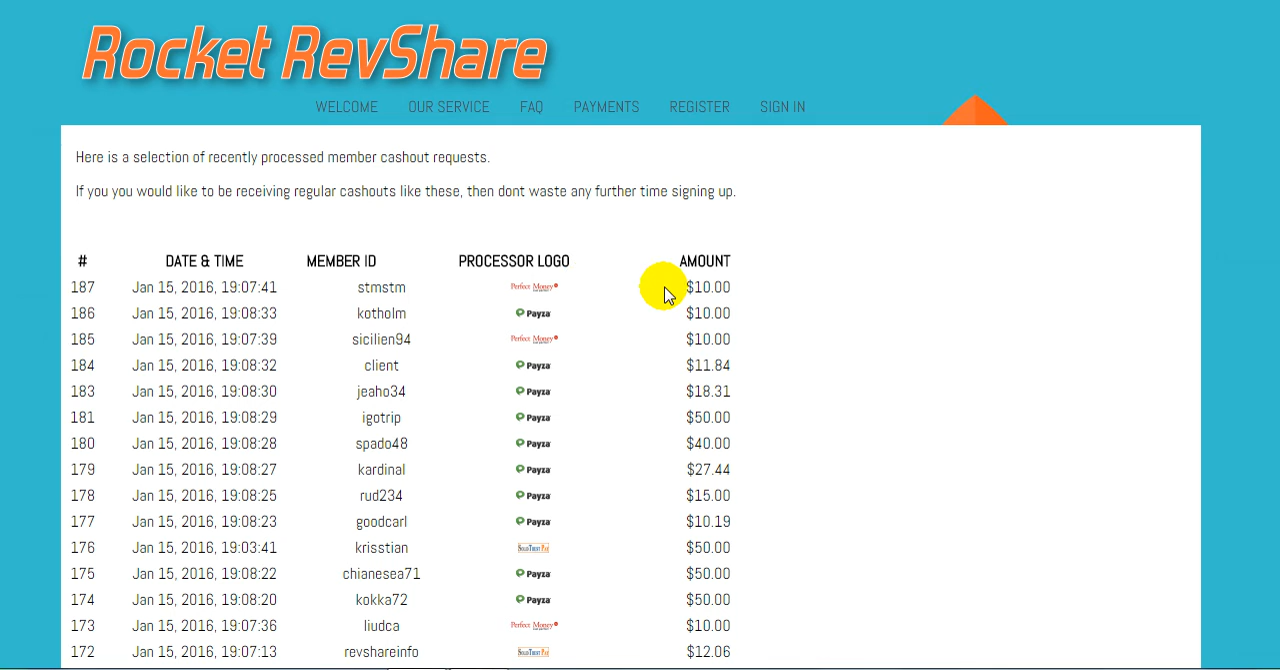 Rocket RevShare
WELCOME OUR SERVICE FAQ PAYMENTS REGISTER SIGN IN
Here is a selection of recently processed member cashout requests.
If you you would like to be receiving regular cashouts like these, then dont waste any further time signing up.
# DATE & TIME MEMBER ID PROCESSOR LOGO AMOUNT
187 Jan 15, 2016, 19:07:41 stmstm Perfect Money $10.00
186 Jan 15, 2016, 19:08:33 kotholm Payza $10.00
185 Jan 15, 2016, 19:07:39 sicilien94 Perfect Money $10.00
184 Jan 15, 2016, 19:08:32 client Payza $11.84
183 Jan 15, 2016, 19:08:30 jeaho34 Payza $18.31
181 Jan 15, 2016, 19:08:29 igotrip Payza $50.00
180 Jan 15, 2016, 19:08:28 spado48 Payza $40.00
179 Jan 15, 2016, 19:08:27 kardinal Payza $27.44
178 Jan 15, 2016, 19:08:25 rud234 Payza $15.00
177 Jan 15, 2016, 19:08:23 goodcarl Payza $10.19
176 Jan 15, 2016, 19:03:41 krisstian SolidTrust Pay $50.00
175 Jan 15, 2016, 19:08:22 chianesea71 Payza $50.00
174 Jan 15, 2016, 19:08:20 kokka72 Payza $50.00
173 Jan 15, 2016, 19:07:36 liudca Perfect Money $10.00
172 Jan 15, 2016, 19:07:13 revshareinfo SolidTrust Pay $12.06